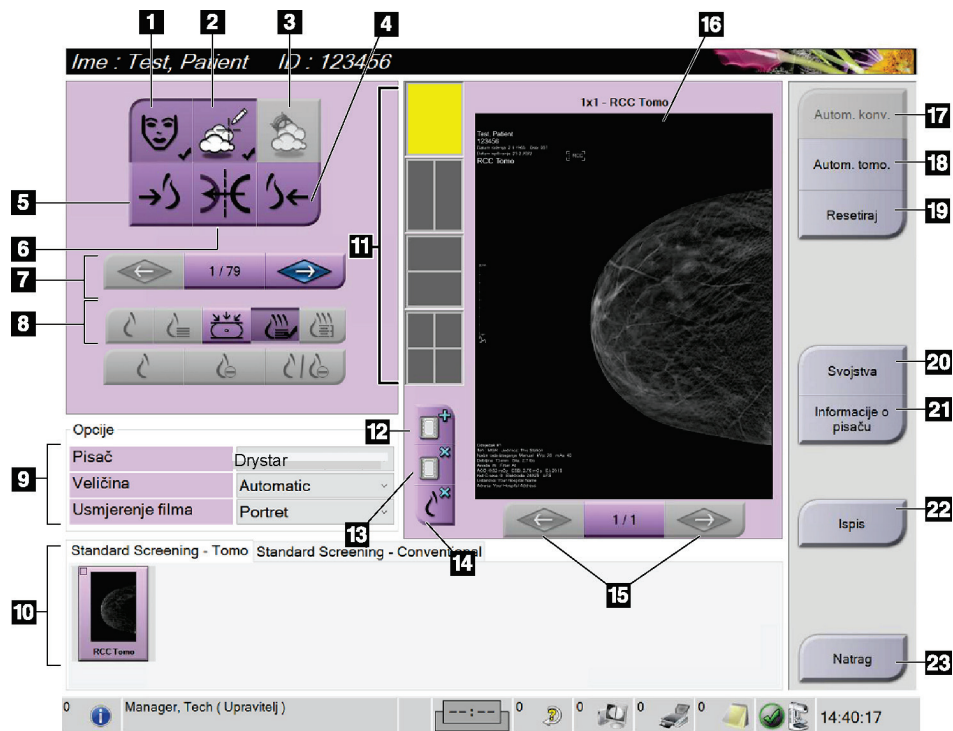 1 2 3 4 16
Ime : Test, Patient ID : 123456
1x1 - RCC Tomo
Test, Patient
123456
RCC Tomo
RCC
Autom. konv. 17
Autom. tomo. 18
Resetiraj 19
5
6
11
7 1 / 79
8
Svojstva 20
Informacije o pisaču 21
12
Opcije
9
Pisač Drystar
Veličina Automatic
Usmjerenje filma Portret
13
14
1 / 1
15
Ispis 22
Standard Screening - Tomo Standard Screening - Conventional
10
RCC Tomo
Natrag 23
0 Manager, Tech ( Upravitelj ) --:-- 0 0 0 0 14:40:17